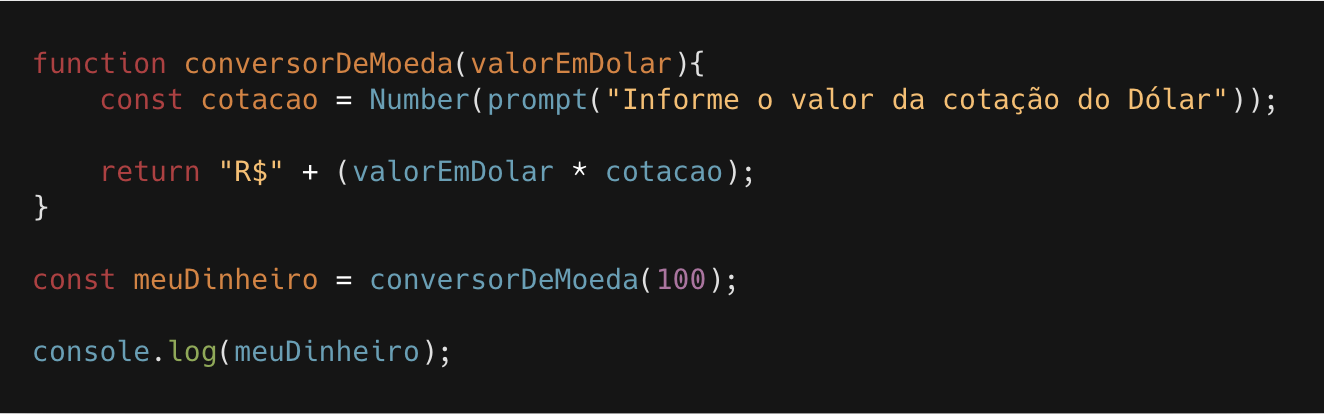 function conversorDeMoeda(valorEmDolar){
    const cotacao = Number(prompt("Informe o valor da cotação do Dólar"));
    return "R$" + (valorEmDolar * cotacao);
}
const meuDinheiro = conversorDeMoeda(100);
console.log(meuDinheiro);